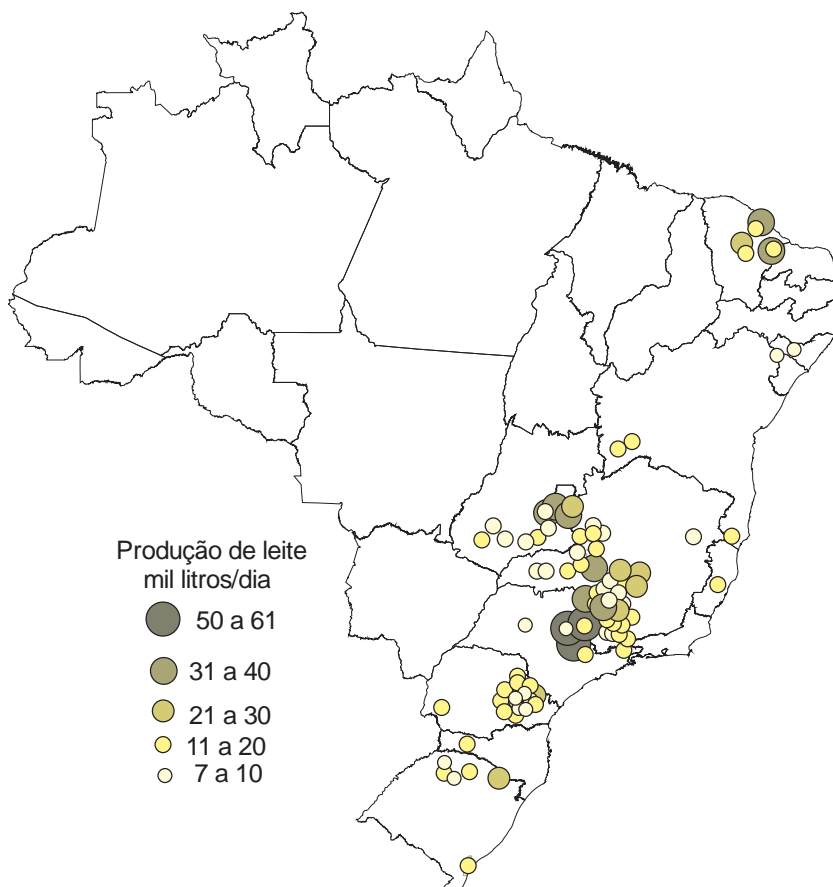 Produção de leite
mil litros/dia
50 a 61
31 a 40
21 a 30
11 a 20
7 a 10